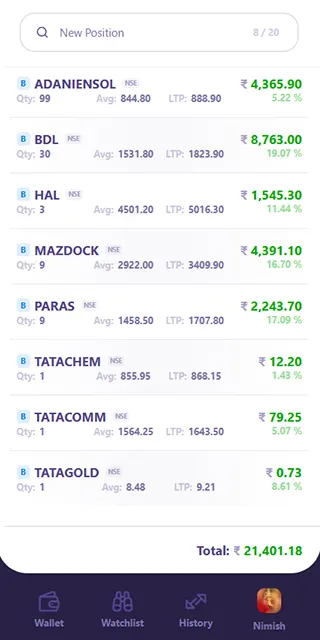 New Position 8 / 20
B ADANIENSOL NSE ₹ 4,365.90
Qty: 99 Avg: 844.80 LTP: 888.90 5.22 %
B BDL NSE ₹ 8,763.00
Qty: 30 Avg: 1531.80 LTP: 1823.90 19.07 %
B HAL NSE ₹ 1,545.30
Qty: 3 Avg: 4501.20 LTP: 5016.30 11.44 %
B MAZDOCK NSE ₹ 4,391.10
Qty: 9 Avg: 2922.00 LTP: 3409.90 16.70 %
B PARAS NSE ₹ 2,243.70
Qty: 9 Avg: 1458.50 LTP: 1707.80 17.09 %
B TATACHEM NSE ₹ 12.20
Qty: 1 Avg: 855.95 LTP: 868.15 1.43 %
B TATACOMM NSE ₹ 79.25
Qty: 1 Avg: 1564.25 LTP: 1643.50 5.07 %
B TATAGOLD NSE ₹ 0.73
Qty: 1 Avg: 8.48 LTP: 9.21 8.61 %
Total: ₹ 21,401.18
Wallet Watchlist History Nimish